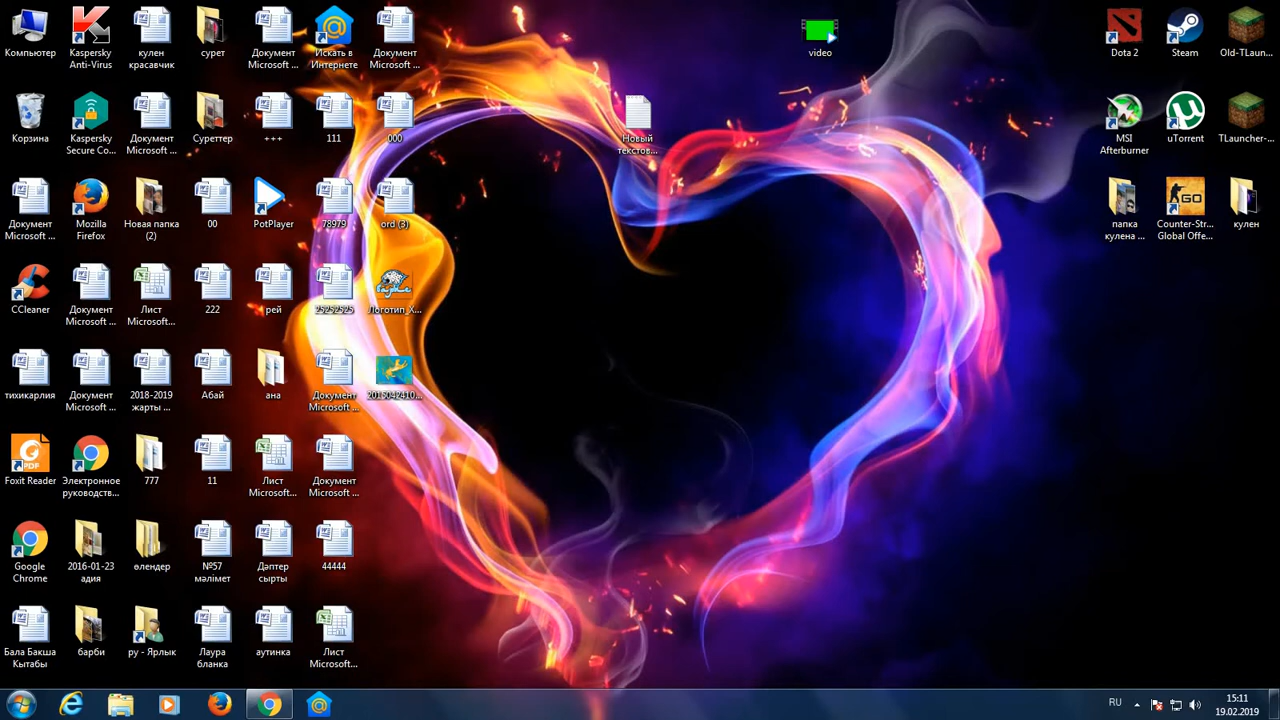 Компьютер
Kaspersky
Anti-Virus
кулен
красавчик
сурет
Документ
Microsoft ...
Искать в
Интернете
Документ
Microsoft ...
video
Dota 2
Steam
Old-TLaun...
Корзина
Kaspersky
Secure Co...
Документ
Microsoft ...
Суреттер
+++
111
000
Новый
текстов...
MSI
Afterburner
uTorrent
TLauncher-...
Документ
Microsoft ...
Mozilla
Firefox
Новая папка
(2)
00
PotPlayer
78979
ord (3)
папка
кулена ...
GO
Counter-Str...
Global Offe...
кулен
CCleaner
Документ
Microsoft ...
Лист
Microsoft...
222
рей
25252525
Логотип_Х...
тихикарлия
Документ
Microsoft ...
2018-2019
жарты ...
Абай
ана
Документ
Microsoft ...
PDF
Foxit Reader
Электронное
руководств...
777
11
Лист
Microsoft...
Документ
Microsoft ...
Google
Chrome
2016-01-23
адия
өлендер
№57
мәлімет
Дәптер
сырты
44444
Бала Бакша
Кытабы
барби
ру - Ярлык
Лаура
бланка
аутинка
Лист
Microsoft...
RU
15:11
19.02.2019